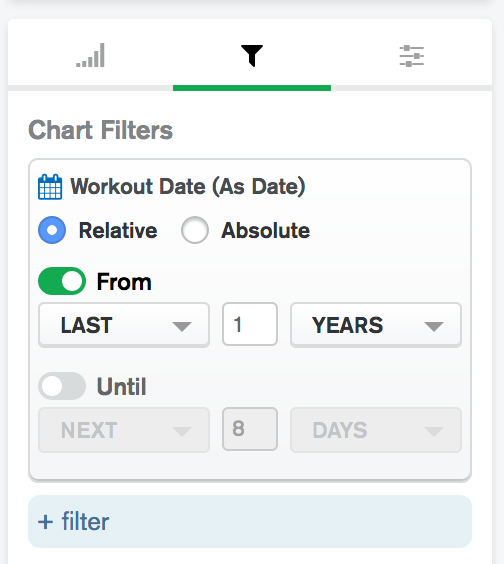 Chart Filters
Workout Date (As Date)
Relative Absolute
From
LAST 1 YEARS
Until
NEXT 8 DAYS
+ filter